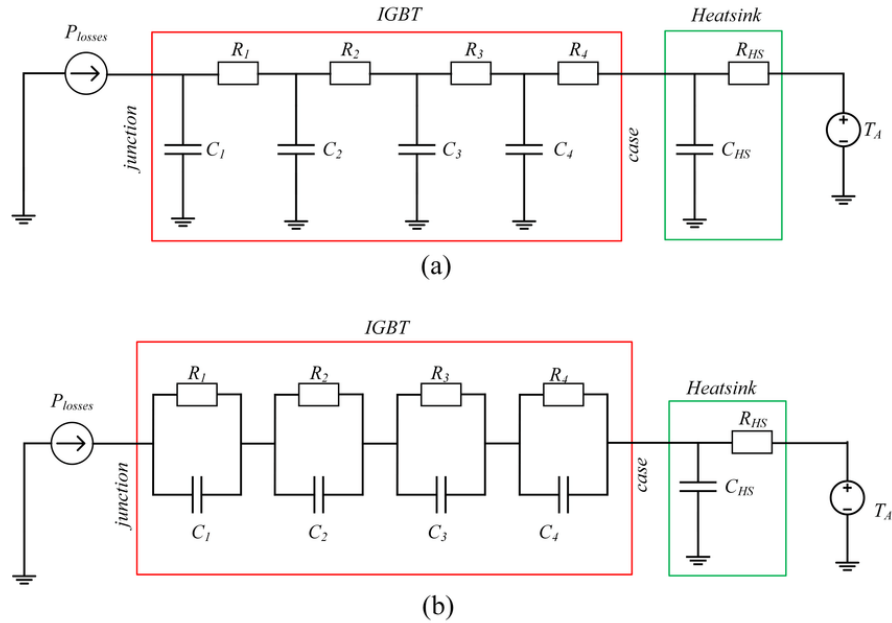 IGBT
Heatsink
P_losses
R_1
R_2
R_3
R_4
R_HS
junction
C_1
C_2
C_3
C_4
case
C_HS
T_A
(a)
IGBT
Heatsink
P_losses
R_1
R_2
R_3
R_4
R_HS
junction
case
C_HS
T_A
C_1
C_2
C_3
C_4
(b)